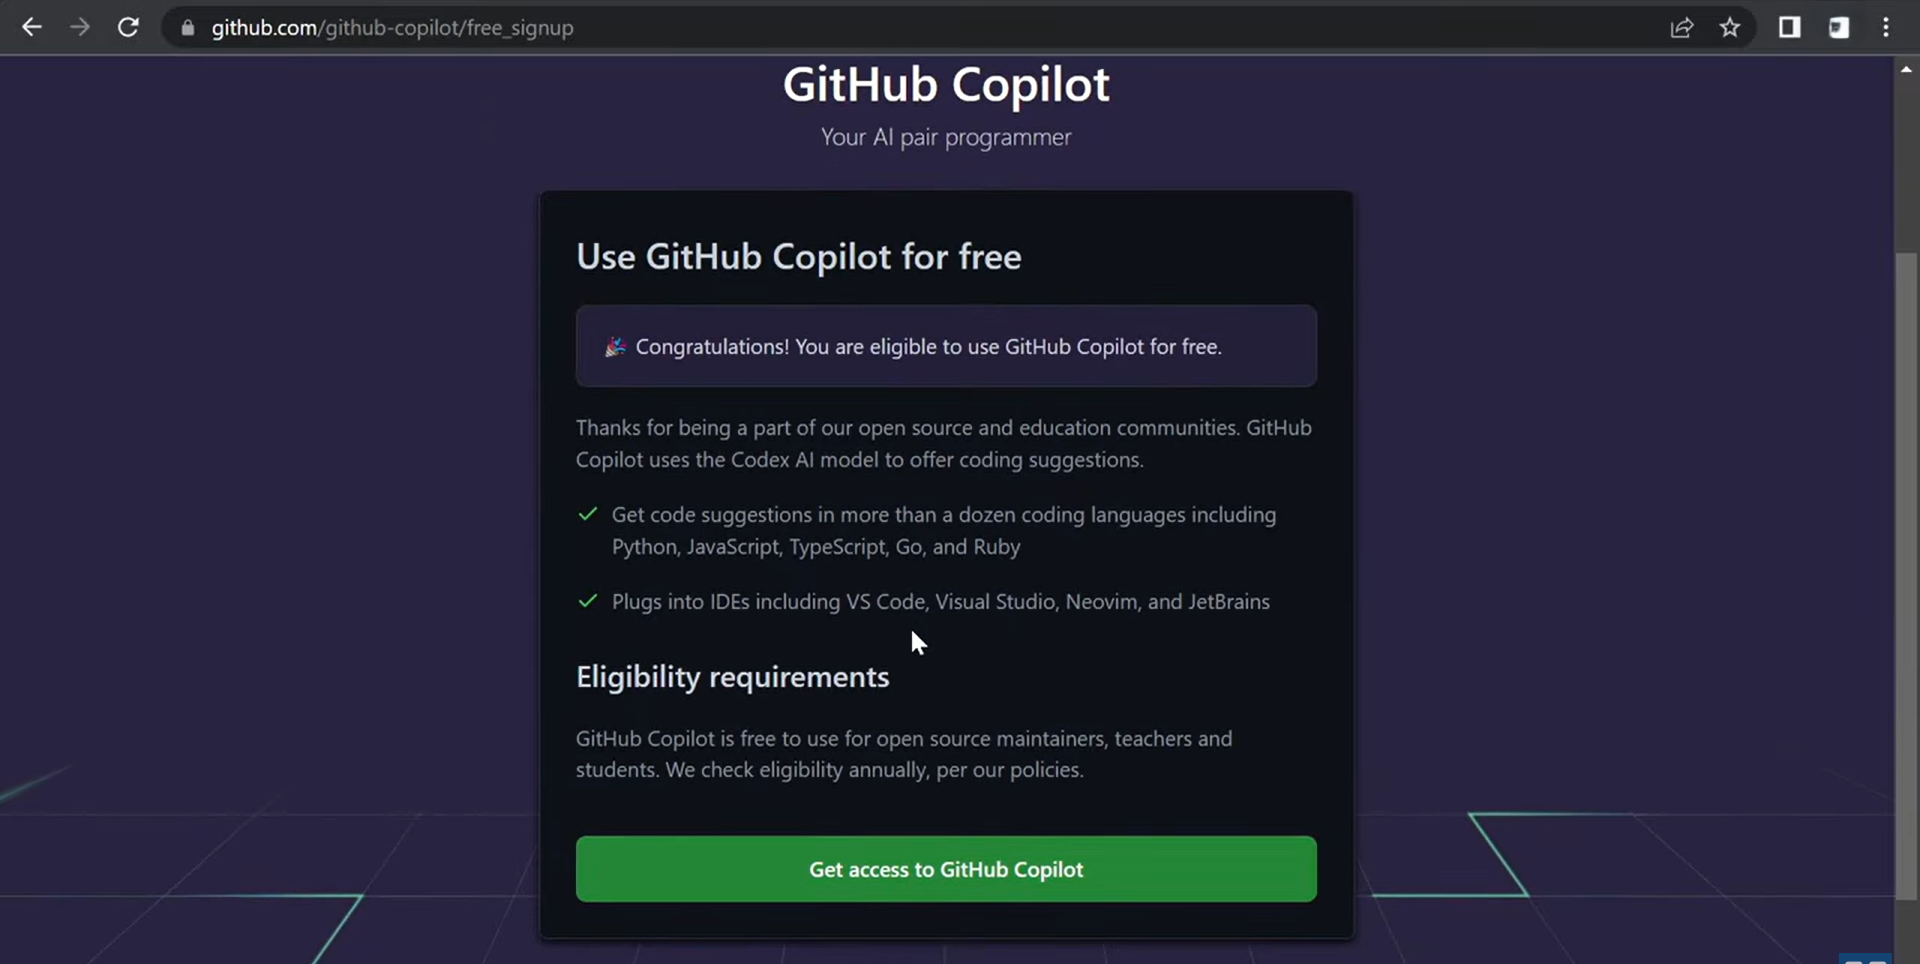 github.com/github-copilot/free_signup
GitHub Copilot
Your AI pair programmer
Use GitHub Copilot for free
Congratulations! You are eligible to use GitHub Copilot for free.
Thanks for being a part of our open source and education communities. GitHub
Copilot uses the Codex AI model to offer coding suggestions.
Get code suggestions in more than a dozen coding languages including
Python, JavaScript, TypeScript, Go, and Ruby
Plugs into IDEs including VS Code, Visual Studio, Neovim, and JetBrains
Eligibility requirements
GitHub Copilot is free to use for open source maintainers, teachers and
students. We check eligibility annually, per our policies.
Get access to GitHub Copilot